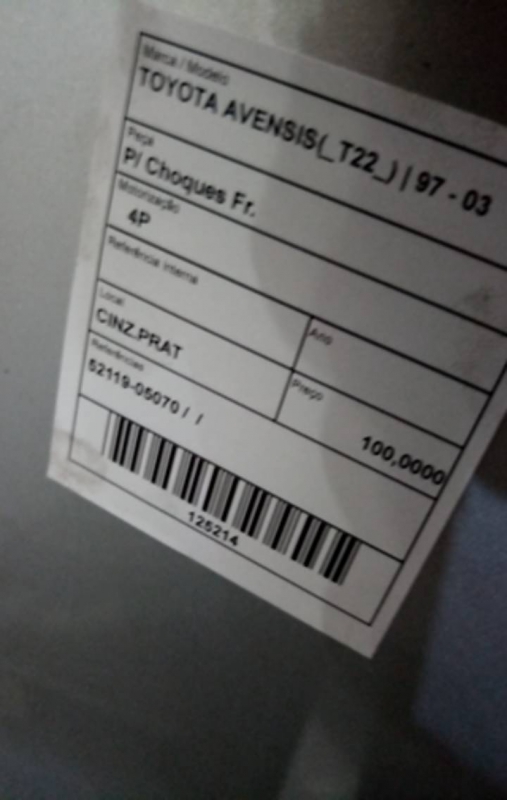 Marca / Modelo
TOYOTA AVENSIS(_T22_) | 97 - 03
Peça
P/ Choques Fr.
Motorização
4P
Referência Interna
Ano
Local
CINZ.PRAT
Preço
100,0000
Referências
52119-05070 / /
125214